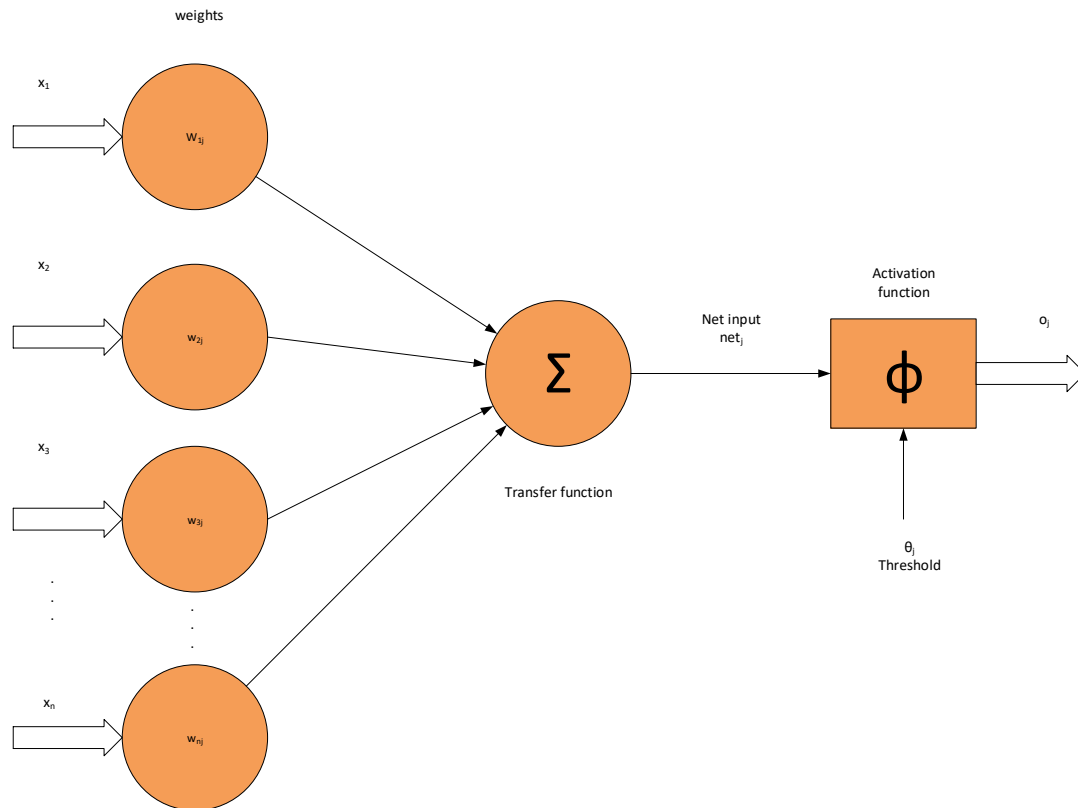 weights
x₁
W₁ⱼ
x₂
w₂ⱼ
x₃
w₃ⱼ
.
.
.
.
.
.
xₙ
wₙⱼ
Σ
Transfer function
Net input
netⱼ
Activation
function
ϕ
oⱼ
θⱼ
Threshold